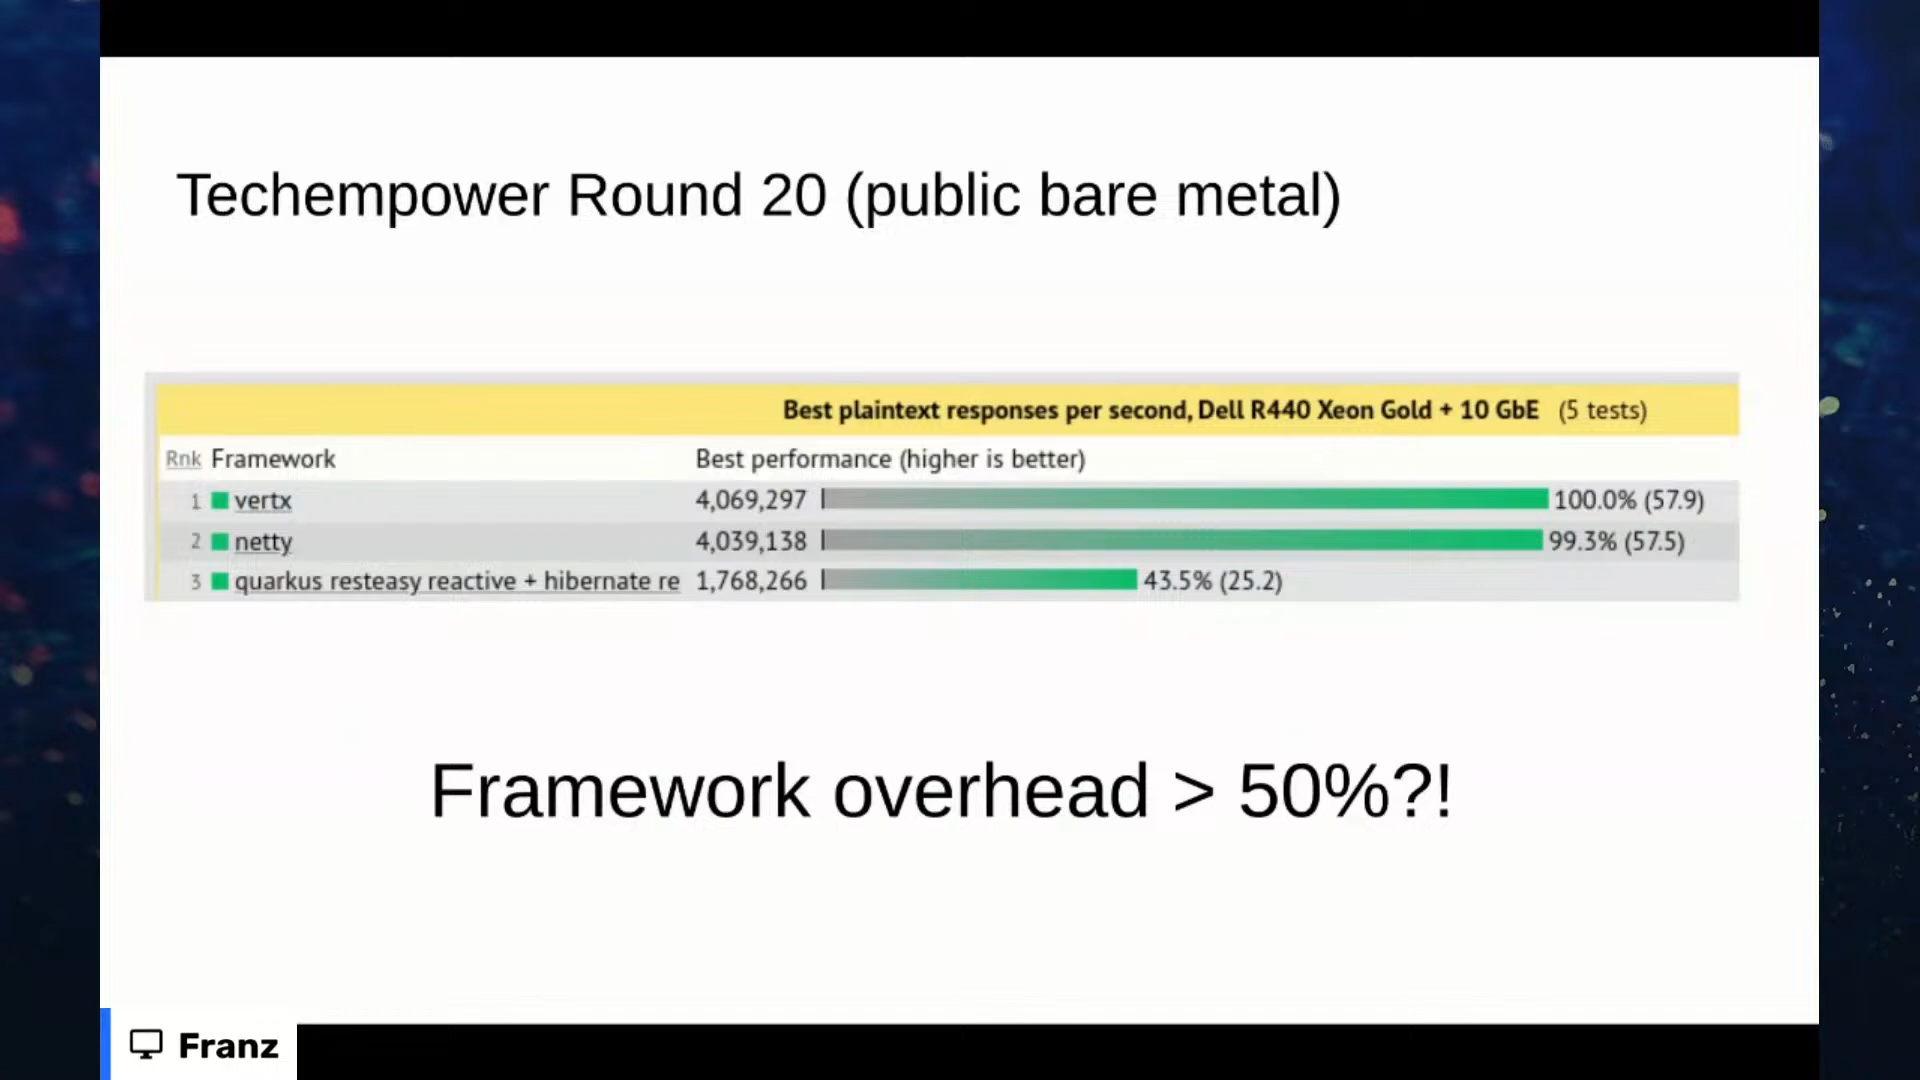 Techempower Round 20 (public bare metal)
Best plaintext responses per second, Dell R440 Xeon Gold + 10 GbE (5 tests)
Rnk Framework Best performance (higher is better)
1 vertx 4,069,297 100.0% (57.9)
2 netty 4,039,138 99.3% (57.5)
3 quarkus resteasy reactive + hibernate re 1,768,266 43.5% (25.2)
Framework overhead > 50%?!
Franz